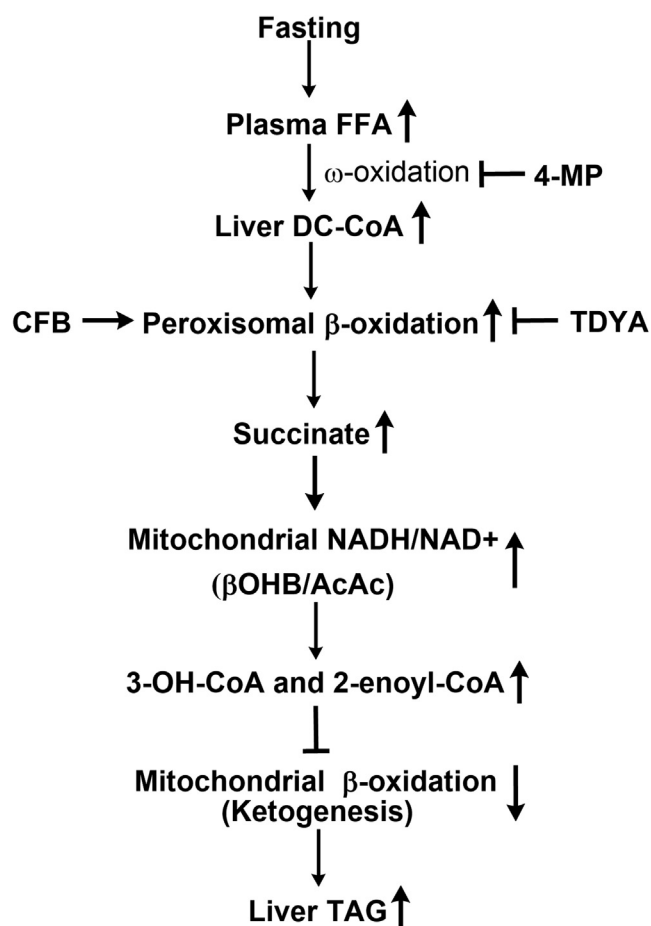 Fasting
Plasma FFA
ω-oxidation 4-MP
Liver DC-CoA
CFB Peroxisomal β-oxidation TDYA
Succinate
Mitochondrial NADH/NAD+
(βOHB/AcAc)
3-OH-CoA and 2-enoyl-CoA
Mitochondrial β-oxidation
(Ketogenesis)
Liver TAG